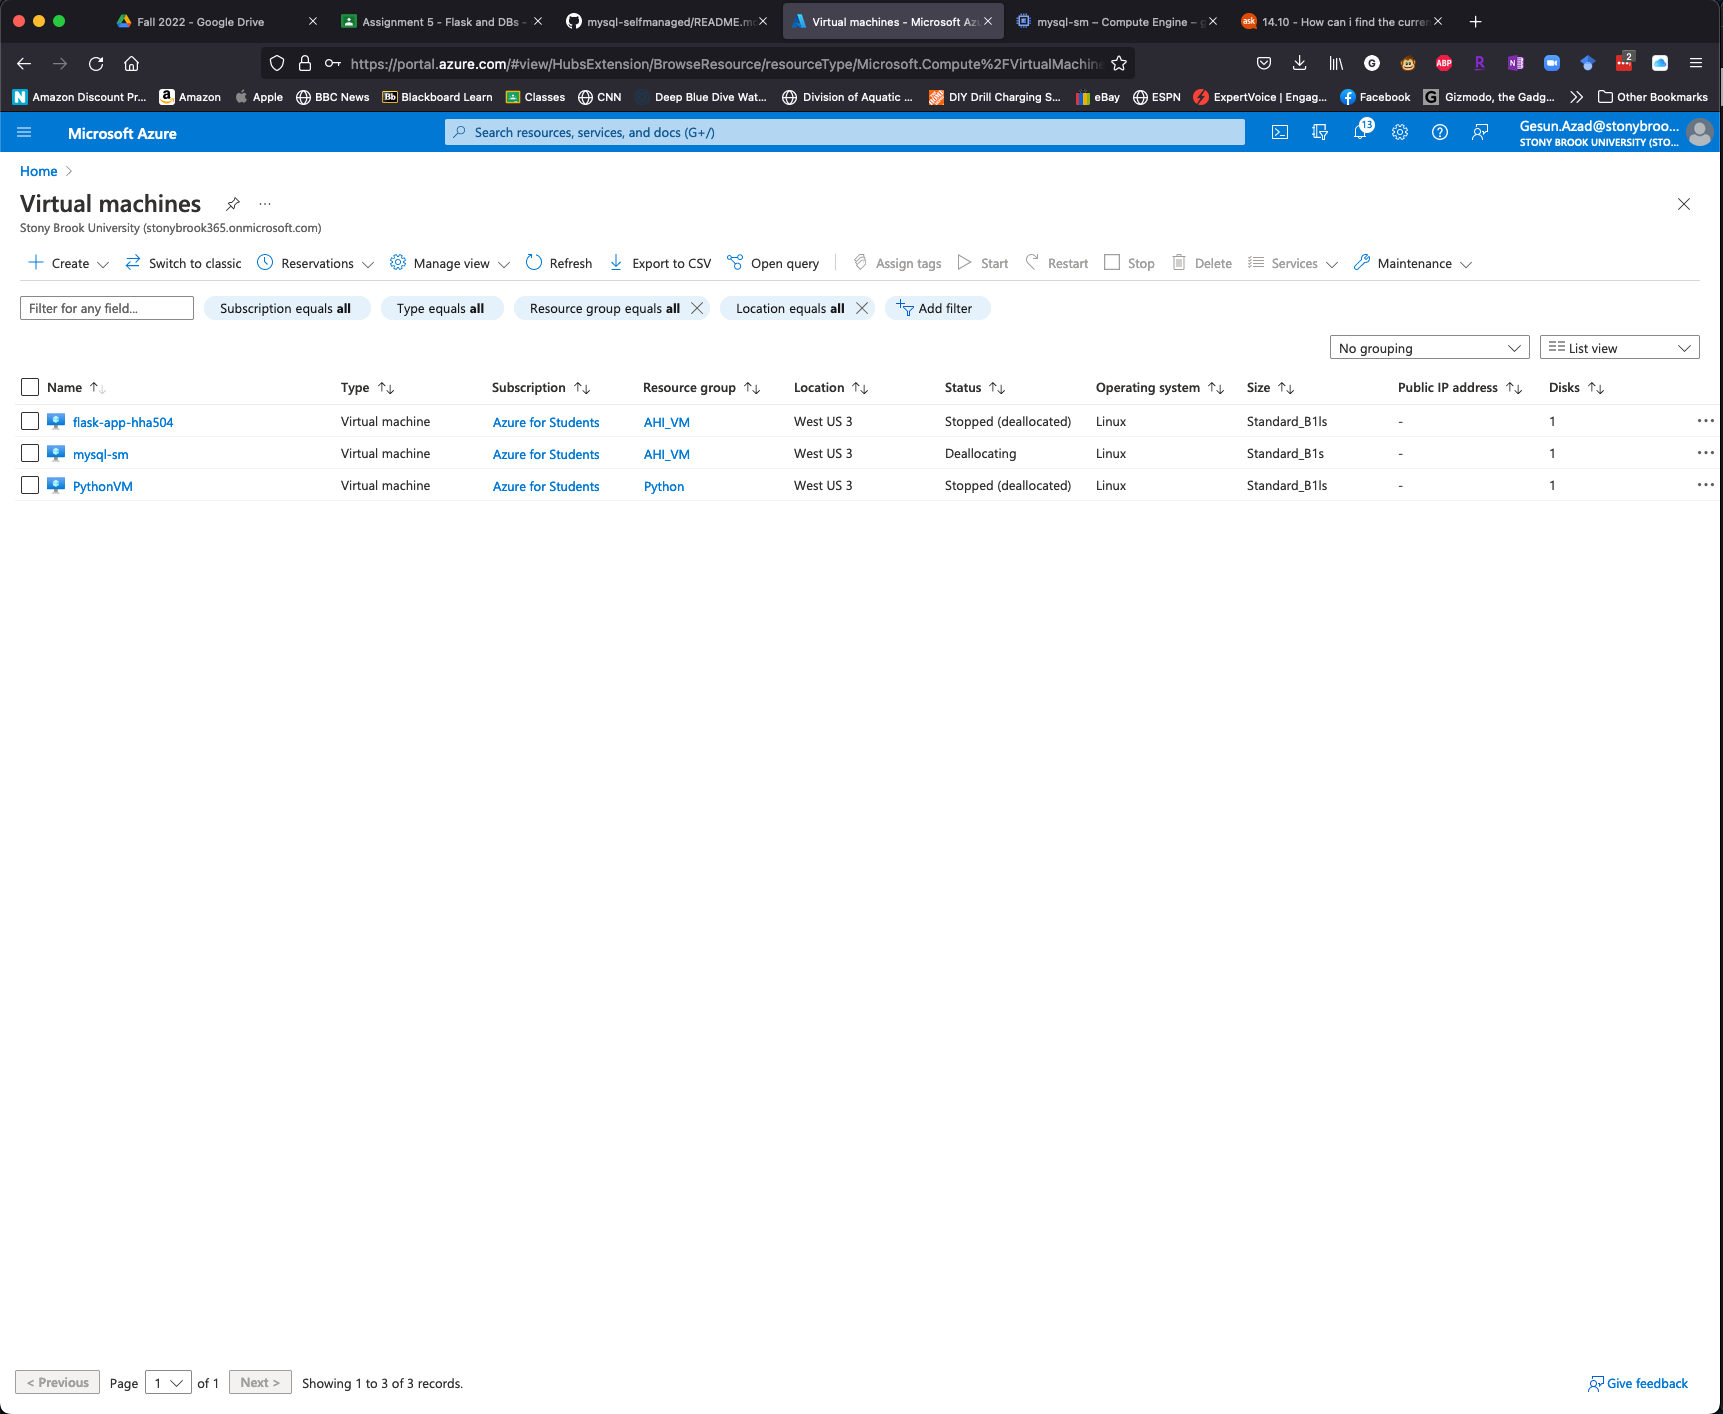 Fall 2022 - Google Drive
Assignment 5 - Flask and DBs -
mysql-selfmanaged/README.m
Virtual machines - Microsoft Az
mysql-sm – Compute Engine –
14.10 - How can i find the curre
https://portal.azure.com/#view/HubsExtension/BrowseResource/resourceType/Microsoft.Compute%2FVirtualMachine
ABP
2
Amazon Discount Pr...
Amazon
Apple
BBC News
Bb
Blackboard Learn
Classes
CNN
Deep Blue Dive Wat...
Division of Aquatic ...
DIY Drill Charging S...
eBay
ESPN
ExpertVoice | Engag...
Facebook
Gizmodo, the Gadg...
Other Bookmarks
Microsoft Azure
Search resources, services, and docs (G+/)
13
Gesun.Azad@stonybroo...
STONY BROOK UNIVERSITY (STO...
Home
Virtual machines
Stony Brook University (stonybrook365.onmicrosoft.com)
Create Switch to classic Reservations Manage view Refresh Export to CSV Open query Assign tags Start Restart Stop Delete Services Maintenance
Filter for any field... Subscription equals all Type equals all Resource group equals all Location equals all Add filter
No grouping List view
Name Type Subscription Resource group Location Status Operating system Size Public IP address Disks
flask-app-hha504 Virtual machine Azure for Students AHI_VM West US 3 Stopped (deallocated) Linux Standard_B1ls - 1
mysql-sm Virtual machine Azure for Students AHI_VM West US 3 Deallocating Linux Standard_B1s - 1
PythonVM Virtual machine Azure for Students Python West US 3 Stopped (deallocated) Linux Standard_B1ls - 1
< Previous Page 1 of 1 Next > Showing 1 to 3 of 3 records.
Give feedback